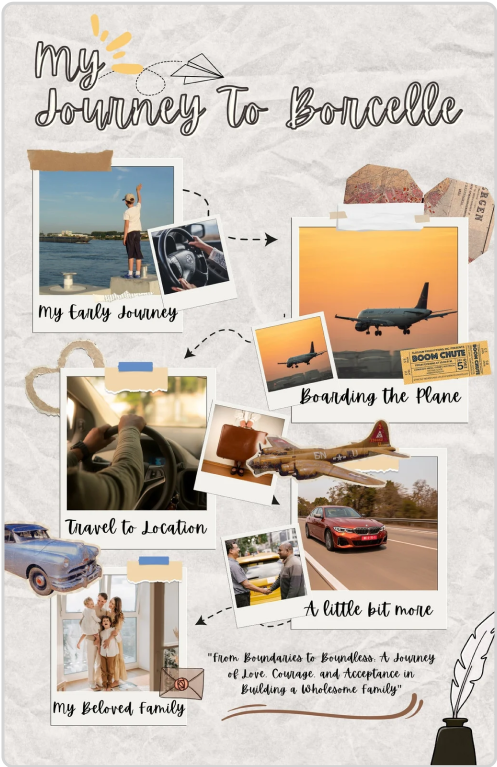 My
Journey To Borcelle
My Early Journey
Boarding the Plane
BOOM CHUTE
5
Travel to Location
A little bit more
My Beloved Family
"From Boundaries to Boundless: A Journey
of Love, Courage, and Acceptance in
Building a Wholesome Family"